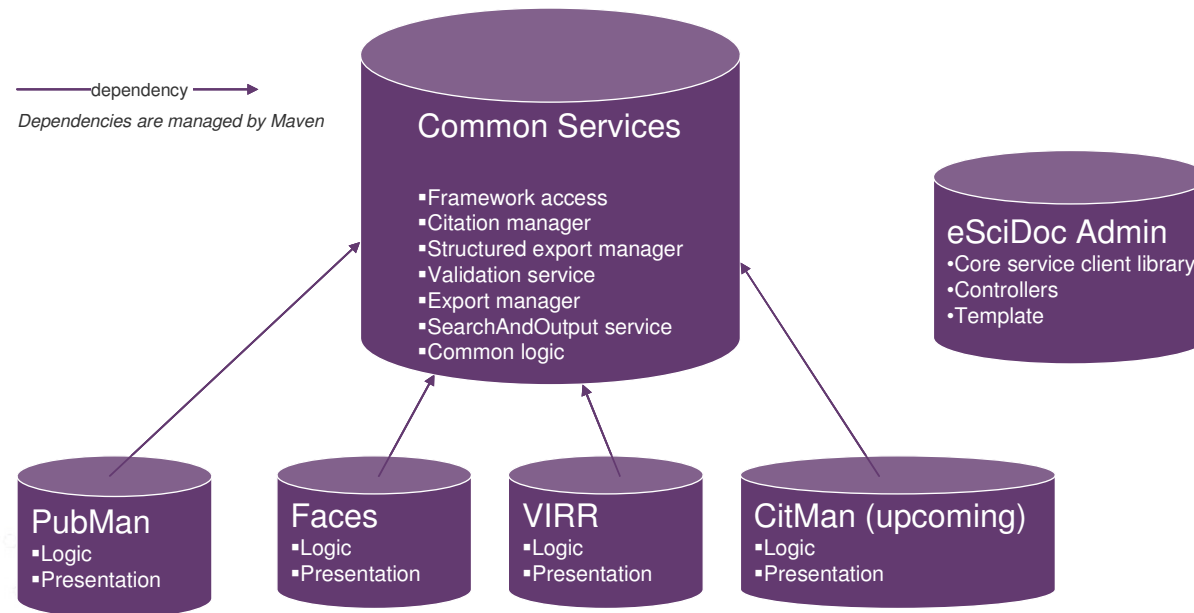 dependency
Dependencies are managed by Maven
Common Services
▪Framework access
▪Citation manager
▪Structured export manager
▪Validation service
▪Export manager
▪SearchAndOutput service
▪Common logic
eSciDoc Admin
•Core service client library
•Controllers
•Template
PubMan
▪Logic
▪Presentation
Faces
▪Logic
▪Presentation
VIRR
▪Logic
▪Presentation
CitMan (upcoming)
▪Logic
▪Presentation